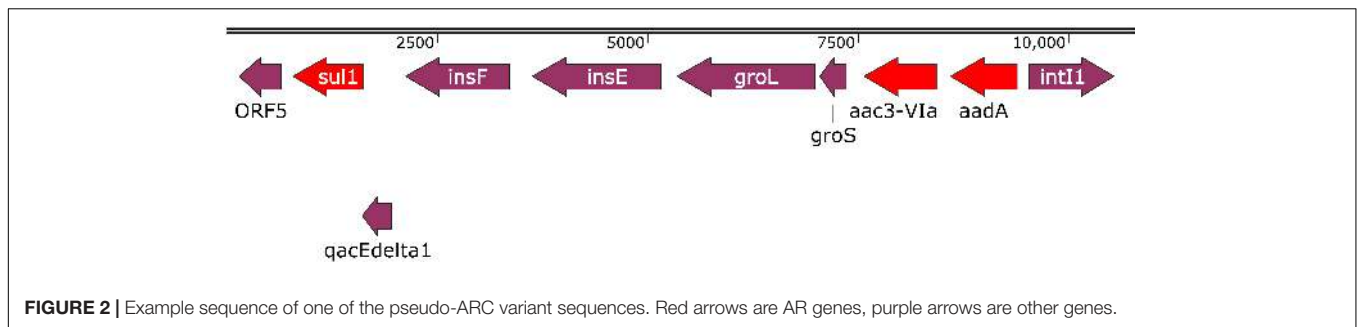 2500 5000 7500 10,000
sul1 insF insE groL intI1
ORF5 aac3-VIa aadA
groS
qacEdelta1
FIGURE 2 | Example sequence of one of the pseudo-ARC variant sequences. Red arrows are AR genes, purple arrows are other genes.